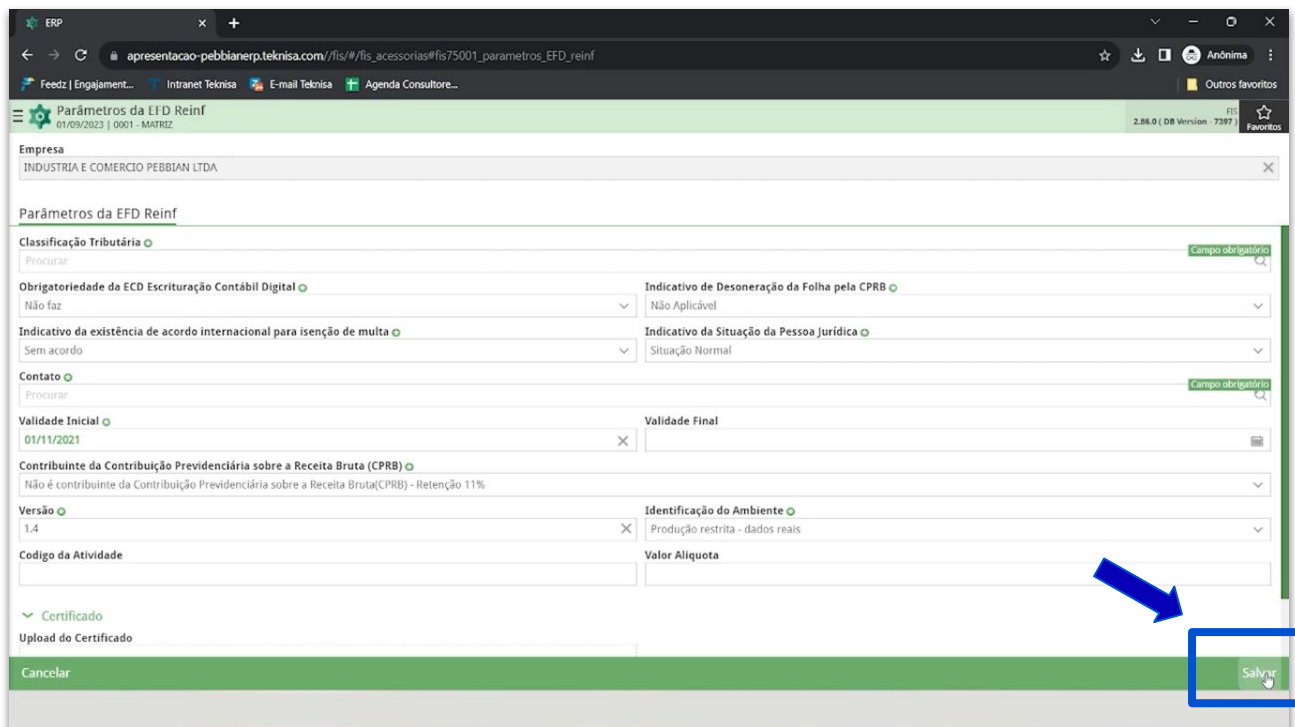 ERP
apresentacao-pebbianerp.teknisa.com//fis/#/fis_acessorias#fis75001_parametros_EFD_reinf
Anônima
Feedz | Engajament... Intranet Teknisa E-mail Teknisa Agenda Consultore... Outros favoritos
Parâmetros da EFD Reinf
01/09/2023 | 0001 - MATRIZ
FIS
2.86.0 ( DB Version - 7397 )
Favoritos
Empresa
INDUSTRIA E COMERCIO PEBBIAN LTDA
Parâmetros da EFD Reinf
Classificação Tributária
Campo obrigatório
Procurar
Obrigatoriedade da ECD Escrituração Contábil Digital Indicativo de Desoneração da Folha pela CPRB
Não faz Não Aplicável
Indicativo da existência de acordo internacional para isenção de multa Indicativo da Situação da Pessoa Jurídica
Sem acordo Situação Normal
Contato
Campo obrigatório
Procurar
Validade Inicial Validade Final
01/11/2021
Contribuinte da Contribuição Previdenciária sobre a Receita Bruta (CPRB)
Não é contribuinte da Contribuição Previdenciária sobre a Receita Bruta(CPRB) - Retenção 11%
Versão Identificação do Ambiente
1.4 Produção restrita - dados reais
Codigo da Atividade Valor Aliquota
Certificado
Upload do Certificado
Cancelar Salvar